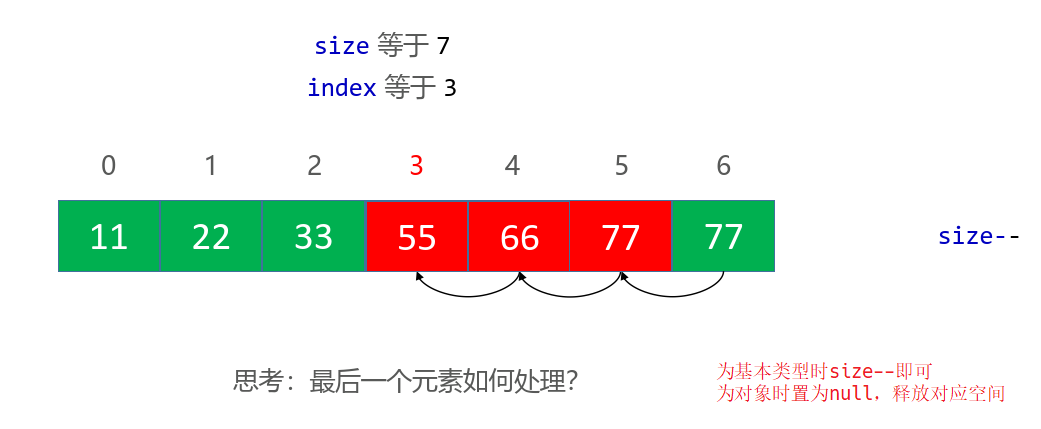 size 等于 7
index 等于 3
0 1 2 3 4 5 6
11 22 33 55 66 77 77
size--
思考：最后一个元素如何处理？
为基本类型时size--即可
为对象时置为null，释放对应空间